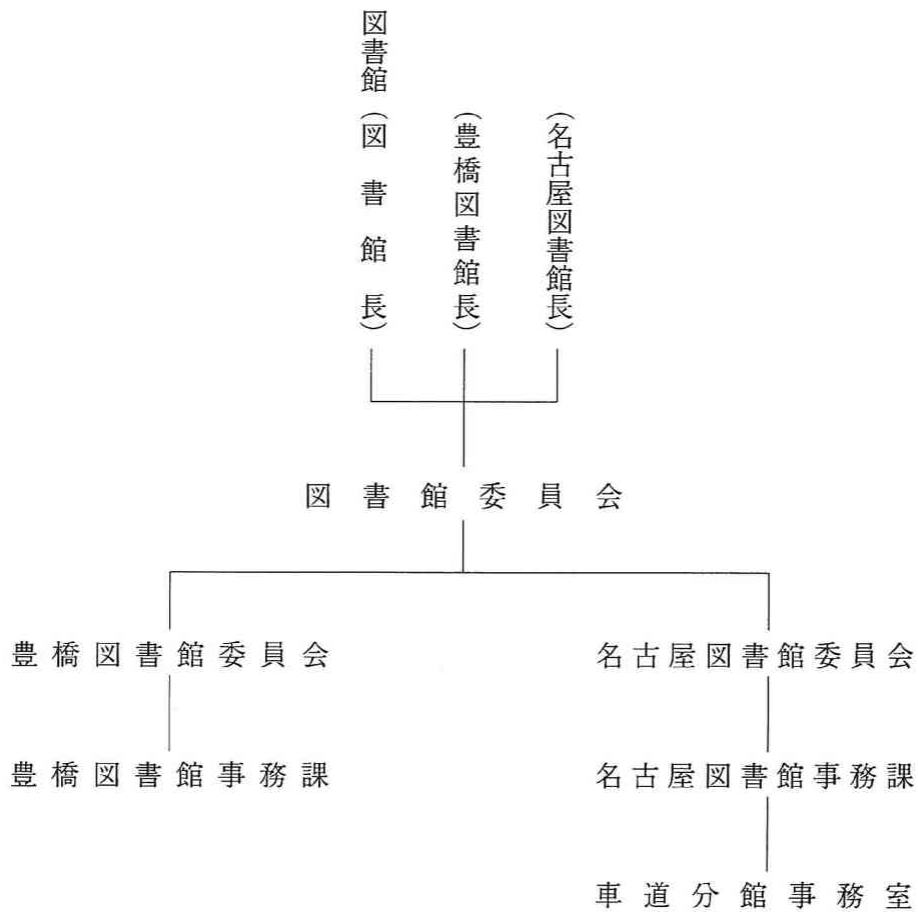 図書館(図書館長)
(豊橋図書館長)
(名古屋図書館長)
図書館委員会
豊橋図書館委員会
名古屋図書館委員会
豊橋図書館事務課
名古屋図書館事務課
車道分館事務室